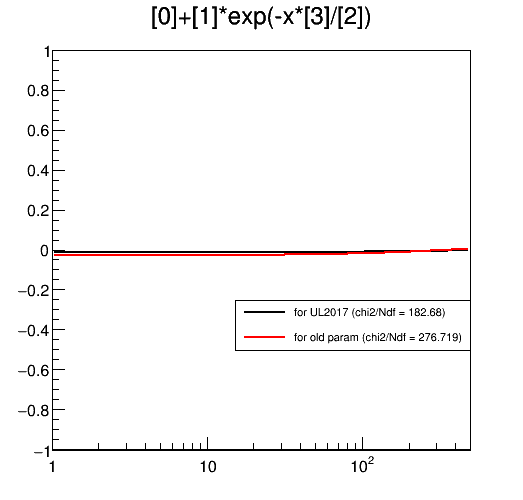 [0]+[1]*exp(-x*[3]/[2])
1
0.8
0.6
0.4
0.2
0
−0.2
−0.4
−0.6
−0.8
−1
for UL2017 (chi2/Ndf = 182.68)
for old param (chi2/Ndf = 276.719)
1 10 10²